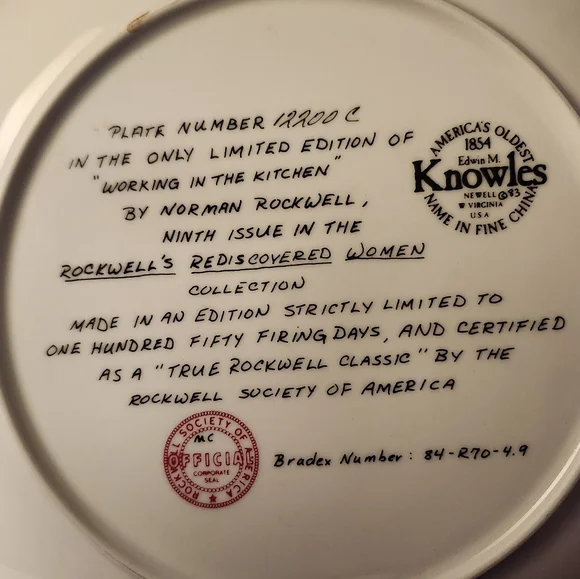 PLATE NUMBER 12200 C
IN THE ONLY LIMITED EDITION OF
"WORKING IN THE KITCHEN"
BY NORMAN ROCKWELL,
NINTH ISSUE IN THE
ROCKWELL'S REDISCOVERED WOMEN
COLLECTION
MADE IN AN EDITION STRICTLY LIMITED TO
ONE HUNDRED FIFTY FIRING DAYS, AND CERTIFIED
AS A "TRUE ROCKWELL CLASSIC" BY THE
ROCKWELL SOCIETY OF AMERICA
AMERICA'S OLDEST
1854
Edwin M.
Knowles
NEWELL © 83
W VIRGINIA
USA
NAME IN FINE CHINA
ROCKWELL SOCIETY OF AMERICA
MC
OFFICIAL
CORPORATE
SEAL
Bradex Number: 84-R70-4.9